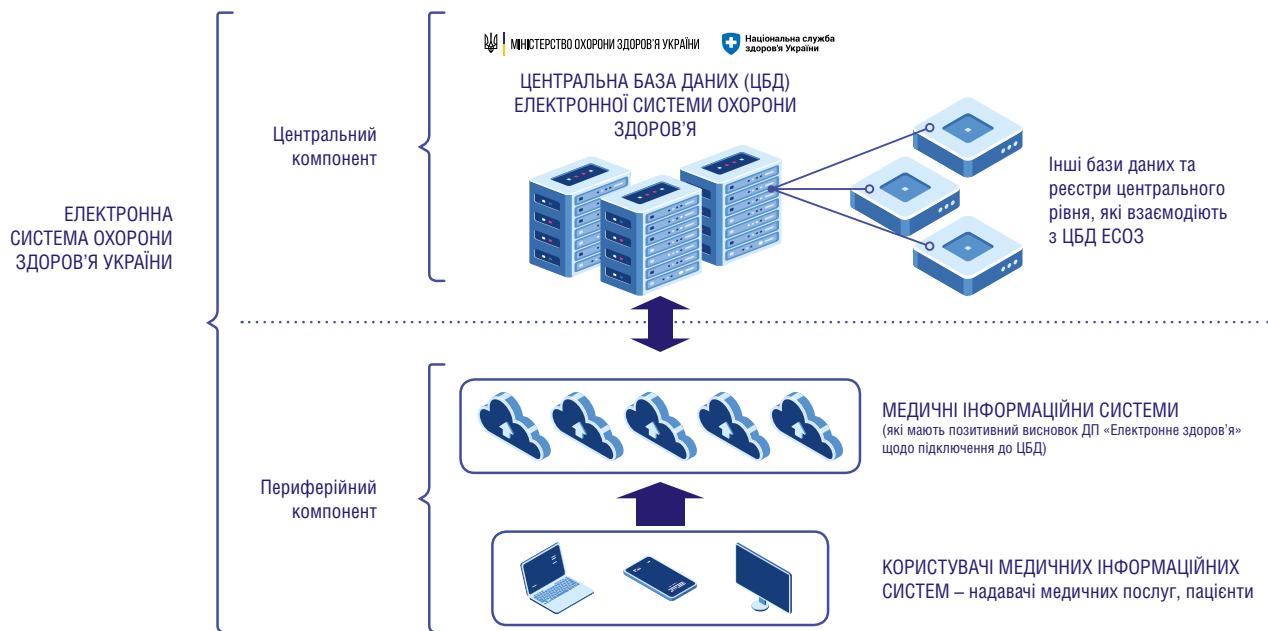 МІНІСТЕРСТВО ОХОРОНИ ЗДОРОВ'Я УКРАЇНИ
Національна служба
здоров'я України
ЦЕНТРАЛЬНА БАЗА ДАНИХ (ЦБД)
ЕЛЕКТРОННОЇ СИСТЕМИ ОХОРОНИ
ЗДОРОВ'Я
Центральний
компонент
Інші бази даних та
реєстри центрального
рівня, які взаємодіють
з ЦБД ЕСОЗ
ЕЛЕКТРОННА
СИСТЕМА ОХОРОНИ
ЗДОРОВ'Я УКРАЇНИ
МЕДИЧНІ ІНФОРМАЦІЙНИ СИСТЕМИ
(які мають позитивний висновок ДП «Електронне здоров'я»
щодо підключення до ЦБД)
Периферійний
компонент
КОРИСТУВАЧІ МЕДИЧНИХ ІНФОРМАЦІЙНИХ
СИСТЕМ – надавачі медичних послуг, пацієнти